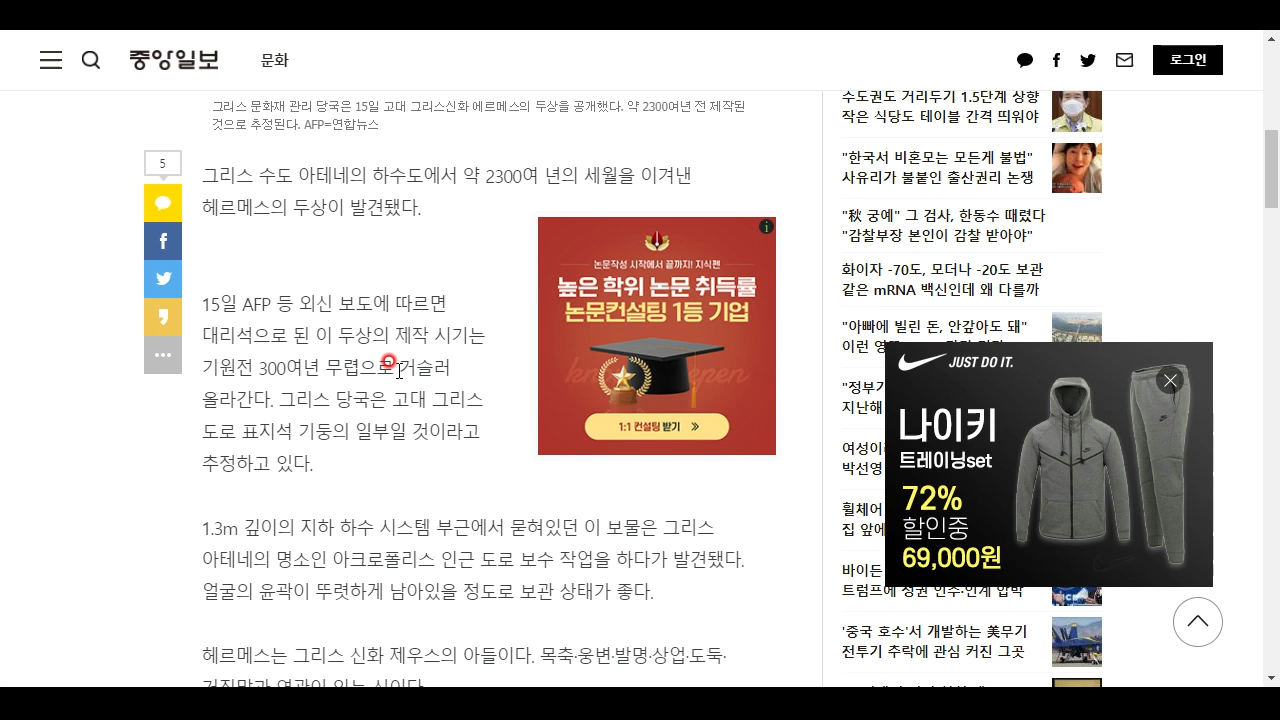 중앙일보
문화
로그인
그리스 문화재 관리 당국은 15일 고대 그리스신화 에르메스의 두상을 공개했다. 약 2300여년 전 제작된
것으로 추정된다. AFP=연합뉴스
5
그리스 수도 아테네의 하수도에서 약 2300여 년의 세월을 이겨낸
헤르메스의 두상이 발견됐다.
15일 AFP 등 외신 보도에 따르면
대리석으로 된 이 두상의 제작 시기는
기원전 300여년 무렵으로 거슬러
올라간다. 그리스 당국은 고대 그리스
도로 표지석 기둥의 일부일 것이라고
추정하고 있다.
논문작성 시작에서 끝까지! 지식펜
높은 학위 논문 취득률
논문컨설팅 1등 기업
1:1 컨설팅 받기
1.3m 깊이의 지하 하수 시스템 부근에서 묻혀있던 이 보물은 그리스
아테네의 명소인 아크로폴리스 인근 도로 보수 작업을 하다가 발견됐다.
얼굴의 윤곽이 뚜렷하게 남아있을 정도로 보관 상태가 좋다.
헤르메스는 그리스 신화 제우스의 아들이다. 목축·웅변·발명·상업·도둑·
수도권도 거리두기 1.5단계 상향
작은 식당도 테이블 간격 띄워야
"한국서 비혼모는 모든게 불법"
사유리가 불붙인 출산권리 논쟁
"秋 궁예" 그 검사, 한동수 때렸다
"감찰부장 본인이 감찰 받아야"
화이자 -70도, 모더나 -20도 보관
같은 mRNA 백신인데 왜 다를까
"아빠에 빌린 돈, 안갚아도 돼"
이런
"정부
지난해
여성이
박선영
휠체어
집 앞에
바이든
트럼프에 정권 인수·인계 압박
'중국 호수'서 개발하는 美무기
전투기 추락에 관심 커진 그곳
JUST DO IT.
나이키
트레이닝set
72%
할인중
69,000원